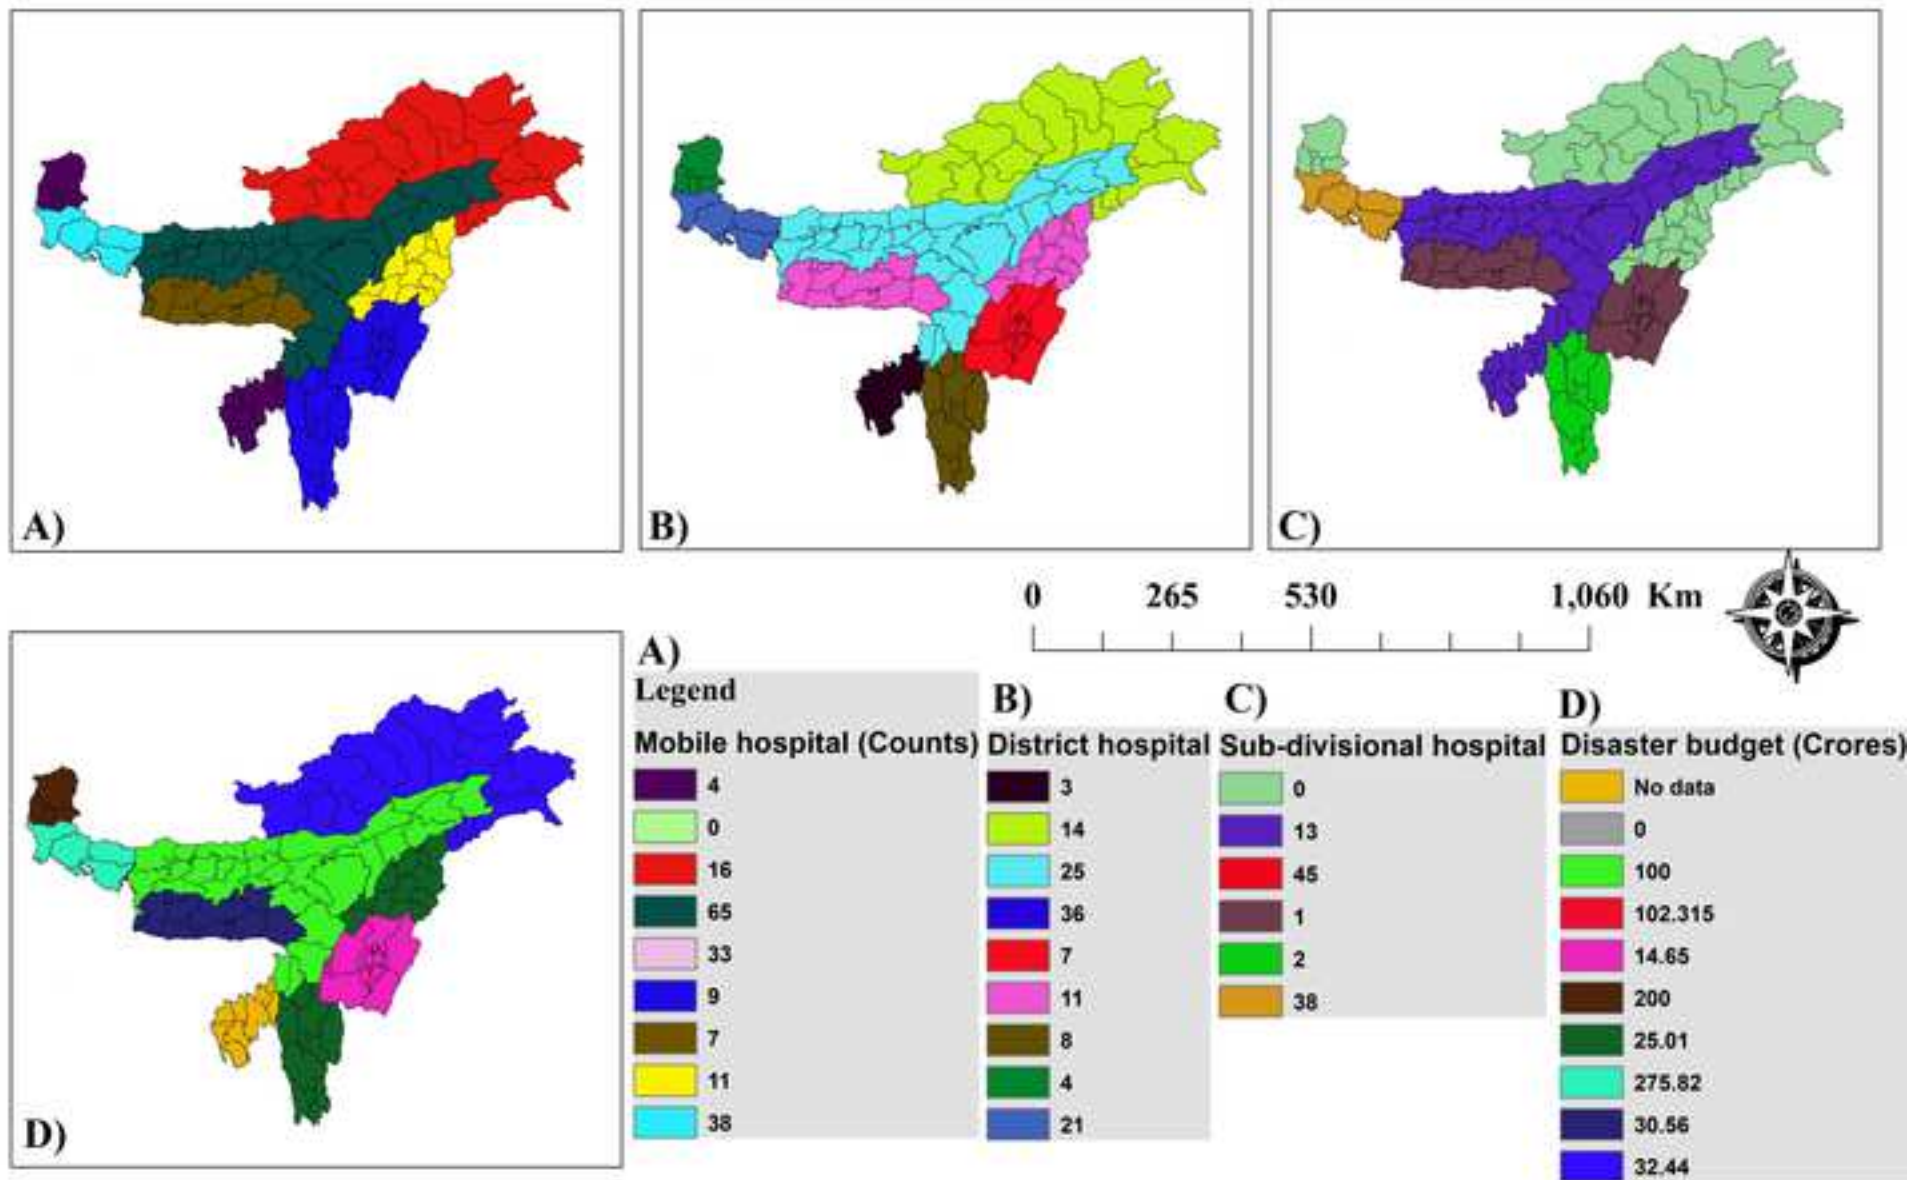 A)
B)
C)
0 265 530 1,060 Km
D)
A)
Legend
Mobile hospital (Counts)
4
0
16
65
33
9
7
11
38
B)
District hospital
3
14
25
36
7
11
8
4
21
C)
Sub-divisional hospital
0
13
45
1
2
38
D)
Disaster budget (Crores)
No data
0
100
102.315
14.65
200
25.01
275.82
30.56
32.44